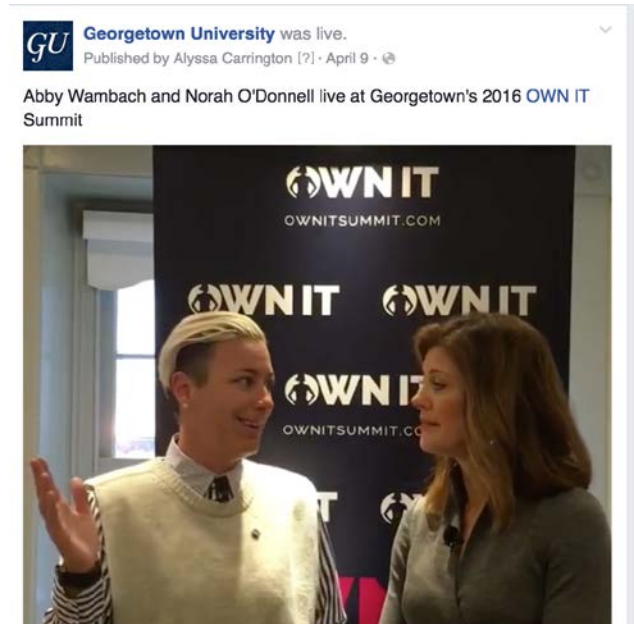 GU
Georgetown University was live.
Published by Alyssa Carrington [?] · April 9 ·
Abby Wambach and Norah O'Donnell live at Georgetown's 2016 OWN IT
Summit
OWN IT
OWNITSUMMIT.COM
OWN IT OWN IT
OWN IT
OWNITSUMMIT.CO
T